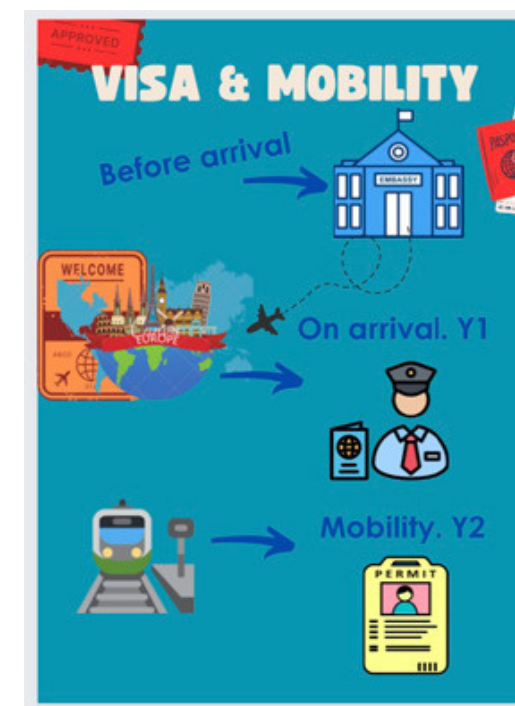 APPROVED
VISA & MOBILITY
Before arrival
EMBASSY
WELCOME
EUROPE
On arrival. Y1
Mobility. Y2
PERMIT